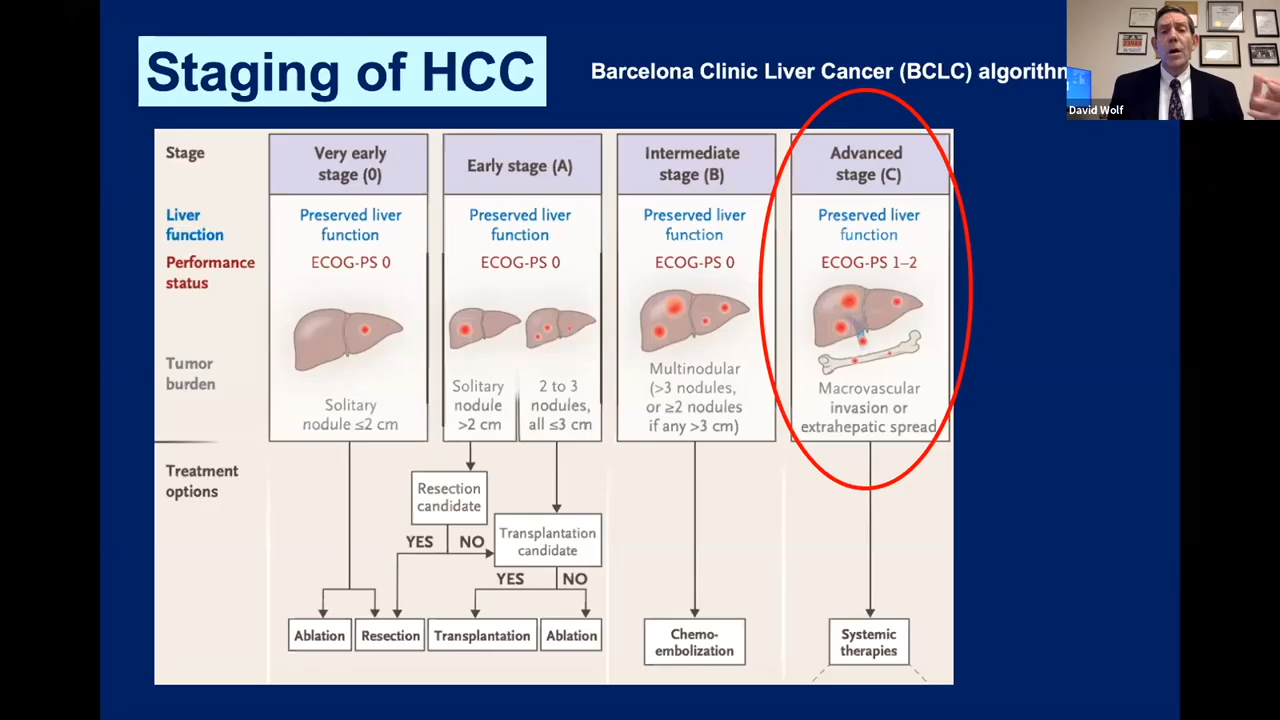 Staging of HCC
Barcelona Clinic Liver Cancer (BCLC) algorithm
David Wolf
Stage
Very early
stage (0)
Early stage (A)
Intermediate
stage (B)
Advanced
stage (C)
Liver
function
Preserved liver
function
Preserved liver
function
Preserved liver
function
Preserved liver
function
Performance
status
ECOG-PS 0
ECOG-PS 0
ECOG-PS 0
ECOG-PS 1–2
Tumor
burden
Solitary
nodule ≤2 cm
Solitary
nodule
>2 cm
2 to 3
nodules,
all ≤3 cm
Multinodular
(>3 nodules,
or ≥2 nodules
if any >3 cm)
Macrovascular
invasion or
extrahepatic spread
Treatment
options
Resection
candidate
YES
NO
Transplantation
candidate
YES
NO
Ablation
Resection
Transplantation
Ablation
Chemo-
embolization
Systemic
therapies